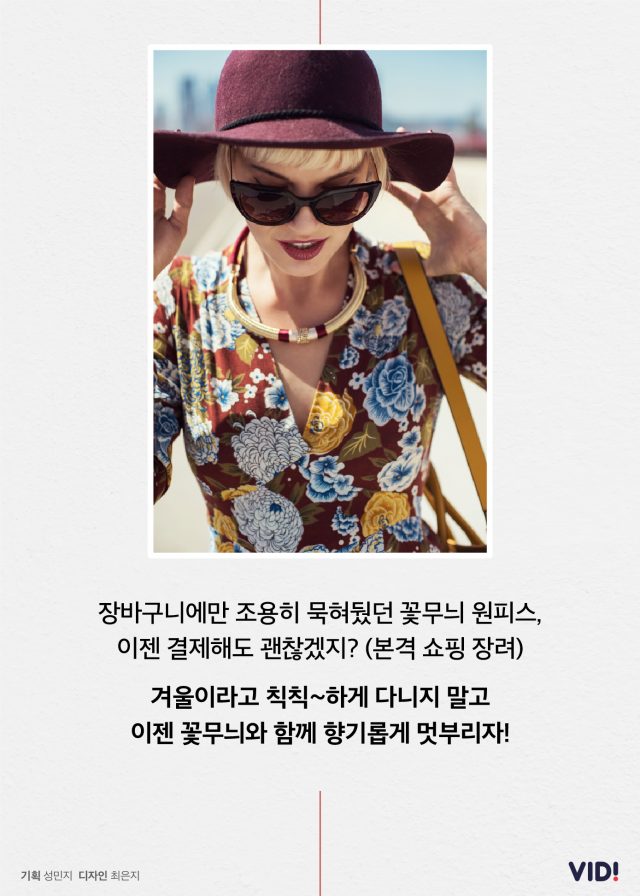 장바구니에만 조용히 묵혀뒀던 꽃무늬 원피스,
이젠 결제해도 괜찮겠지? (본격 쇼핑 장려)
겨울이라고 칙칙~하게 다니지 말고
이젠 꽃무늬와 함께 향기롭게 멋부리자!
기획 성민지 디자인 최은지
VID!